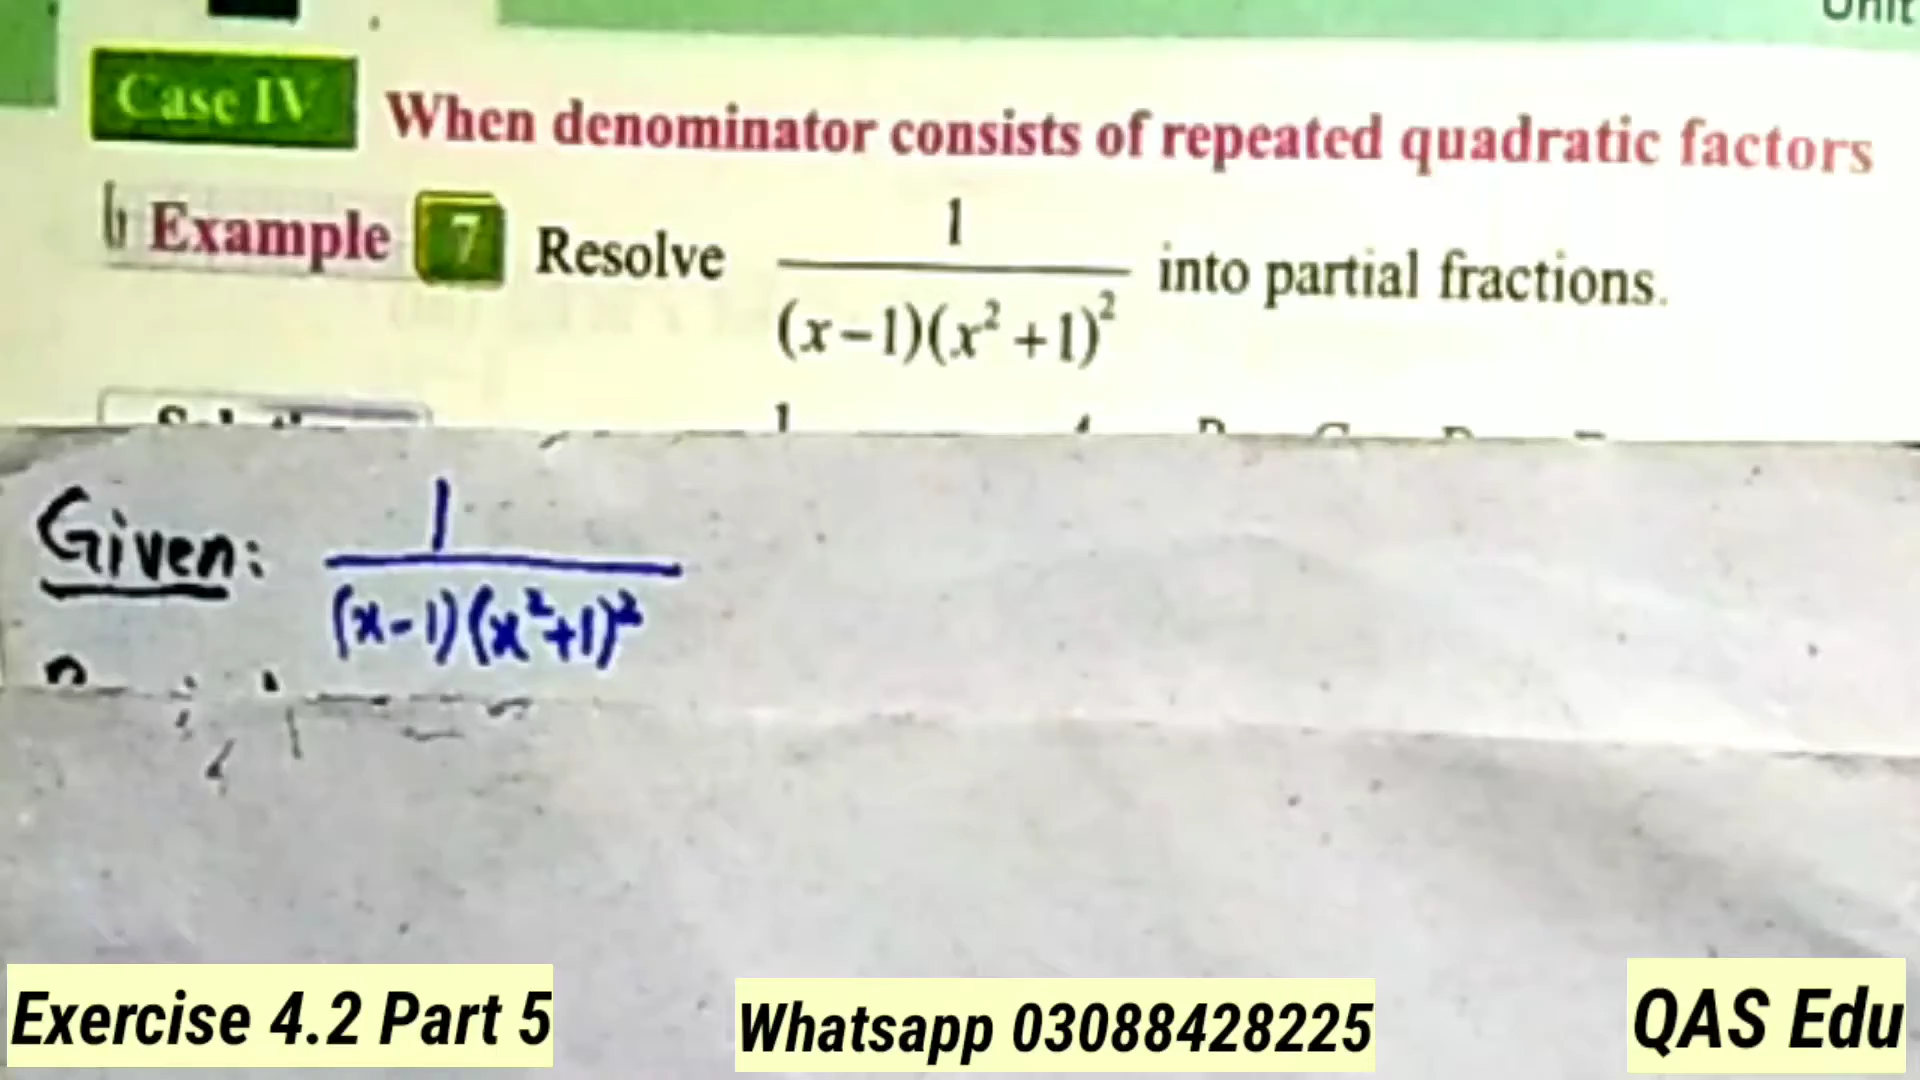 Unit
Case IV When denominator consists of repeated quadratic factors
Example 7 Resolve 1/((x-1)(x²+1)²) into partial fractions.
Given: 1/((x-1)(x²+1)²)
Exercise 4.2 Part 5 Whatsapp 03088428225 QAS Edu